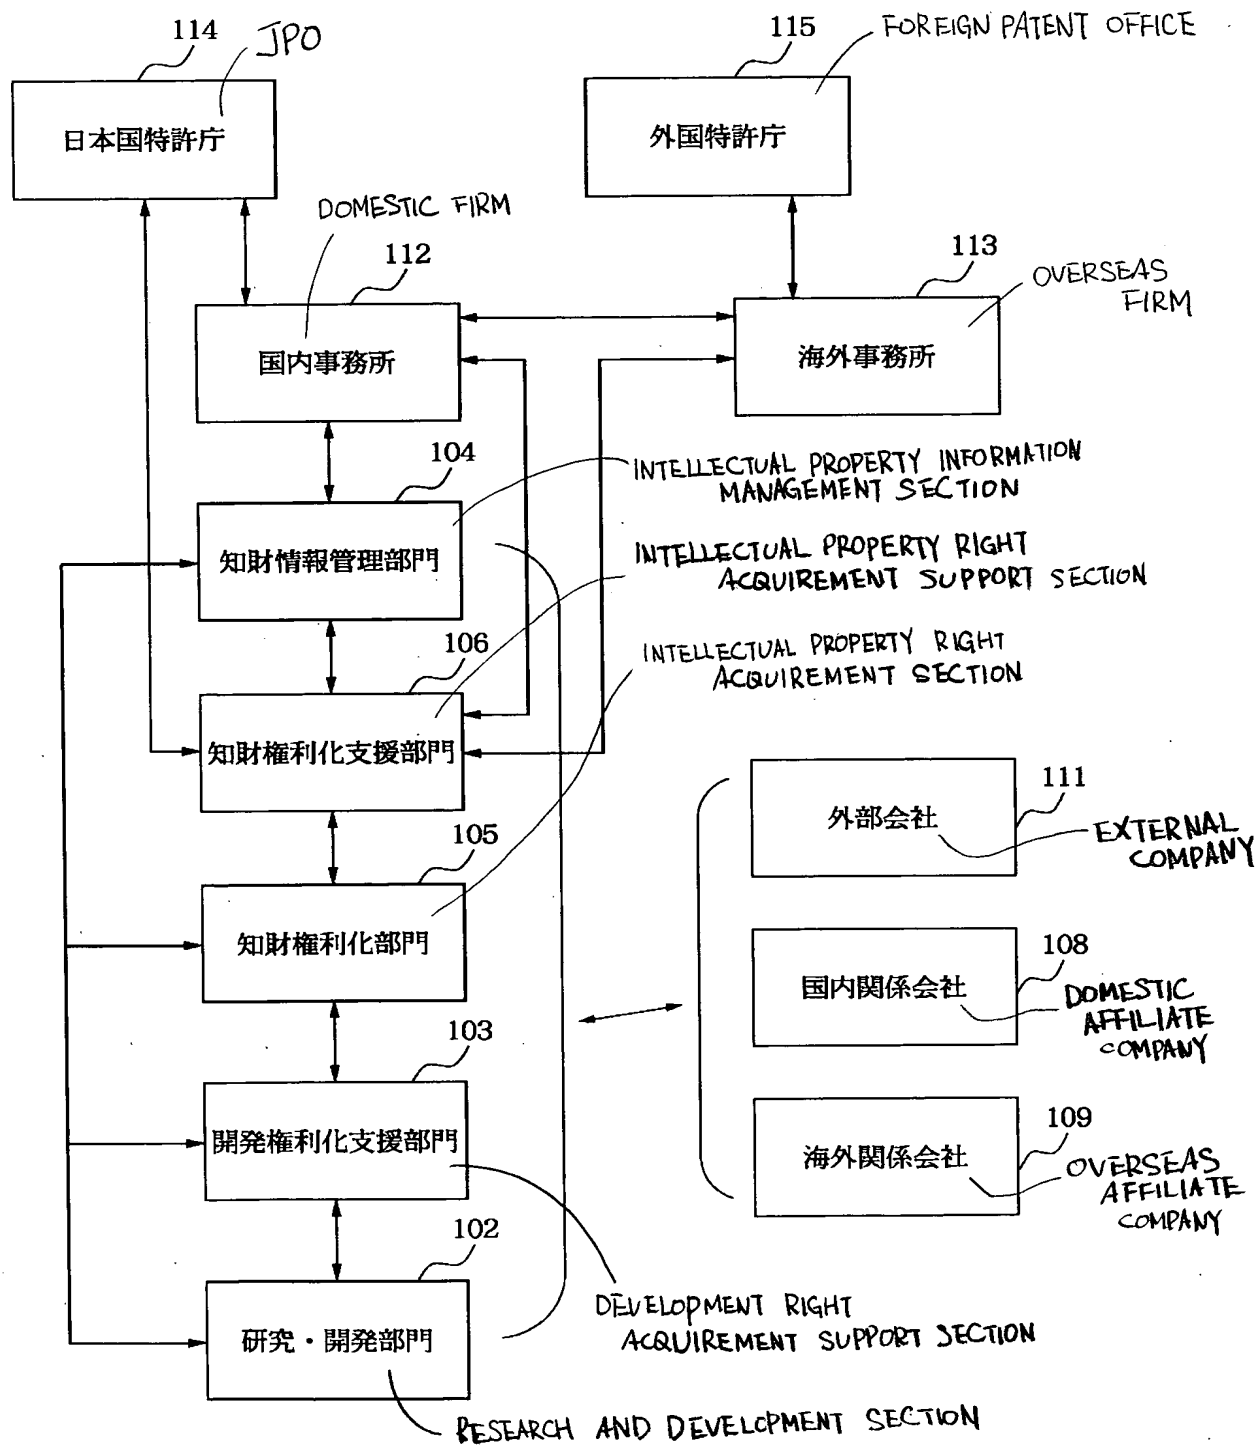 114
JPO
日本国特許庁
115
FOREIGN PATENT OFFICE
外国特許庁
DOMESTIC FIRM
112
国内事務所
113
OVERSEAS
FIRM
海外事務所
104
INTELLECTUAL PROPERTY INFORMATION
MANAGEMENT SECTION
知財情報管理部門
INTELLECTUAL PROPERTY RIGHT
ACQUIREMENT SUPPORT SECTION
106
知財権利化支援部門
INTELLECTUAL PROPERTY RIGHT
ACQUIREMENT SECTION
105
知財権利化部門
111
外部会社
EXTERNAL
COMPANY
108
国内関係会社
DOMESTIC
AFFILIATE
COMPANY
103
開発権利化支援部門
109
海外関係会社
OVERSEAS
AFFILIATE
COMPANY
102
研究・開発部門
DEVELOPMENT RIGHT
ACQUIREMENT SUPPORT SECTION
RESEARCH AND DEVELOPMENT SECTION